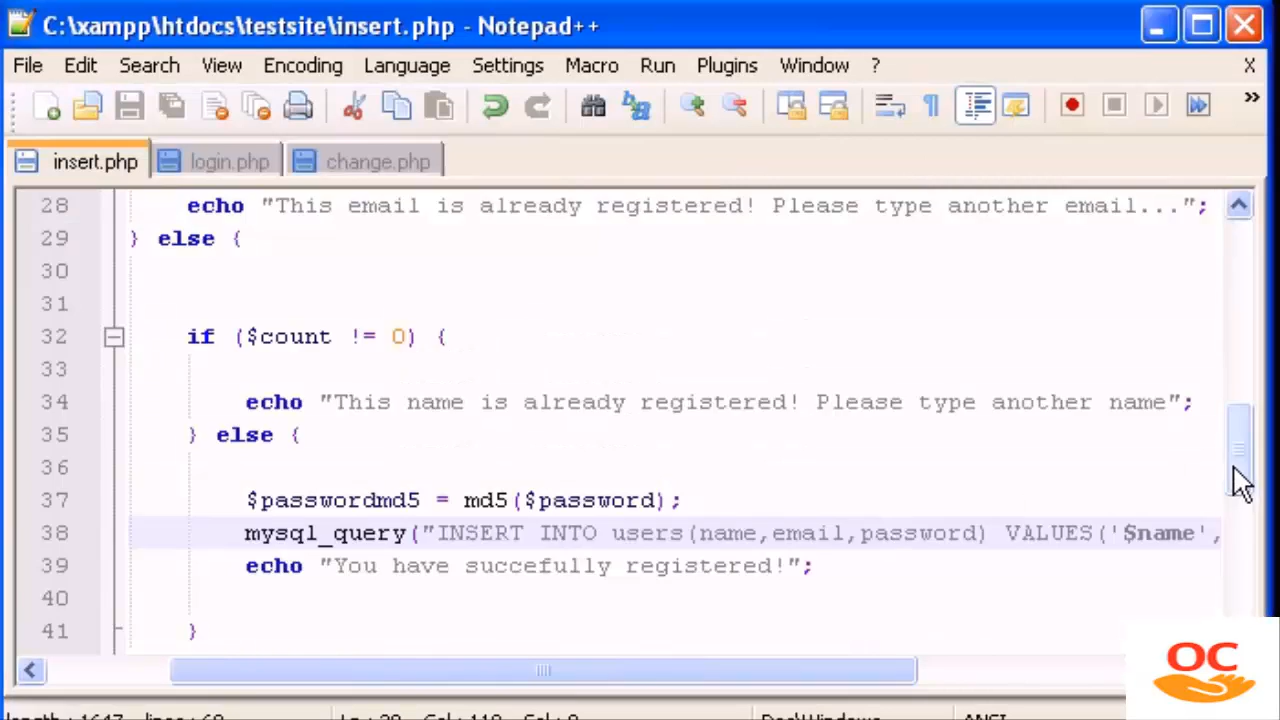 C:\xampp\htdocs\testsite\insert.php - Notepad++
File Edit Search View Encoding Language Settings Macro Run Plugins Window ? X
insert.php login.php change.php
28 echo "This email is already registered! Please type another email...";
29 } else {
30
31
32 if ($count != 0) {
33
34 echo "This name is already registered! Please type another name";
35 } else {
36
37 $passwordmd5 = md5($password);
38 mysql_query("INSERT INTO users(name,email,password) VALUES('$name',
39 echo "You have succefully registered!";
40
41 }
OC